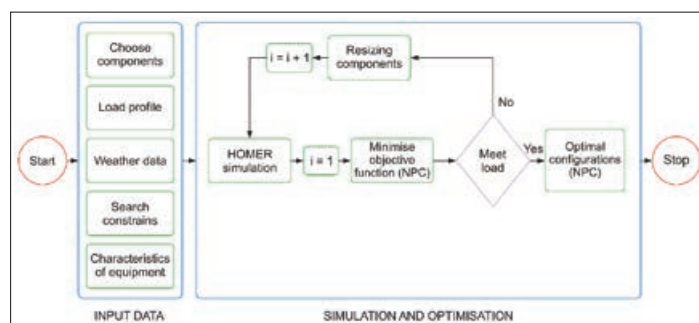 Start
Choose
components
Load profile
Weather data
Search
constrains
Characteristics
of equipment
INPUT DATA
i = i + 1
Resizing
components
No
HOMER
simulation
i = 1
Minimise
objective
function (NPC)
Meet
load
Yes
Optimal
configurations
(NPC)
Stop
SIMULATION AND OPTIMISATION